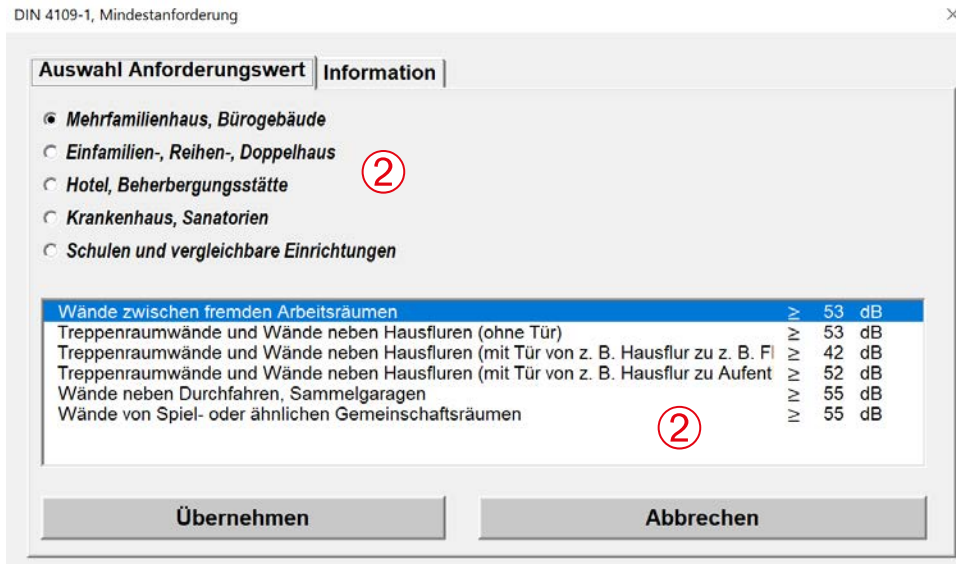 DIN 4109-1, Mindestanforderung
Auswahl Anforderungswert Information
Mehrfamilienhaus, Bürogebäude
Einfamilien-, Reihen-, Doppelhaus
②
Hotel, Beherbergungsstätte
Krankenhaus, Sanatorien
Schulen und vergleichbare Einrichtungen
Wände zwischen fremden Arbeitsräumen ≥ 53 dB
Treppenraumwände und Wände neben Hausfluren (ohne Tür) ≥ 53 dB
Treppenraumwände und Wände neben Hausfluren (mit Tür von z. B. Hausflur zu z. B. Fl ≥ 42 dB
Treppenraumwände und Wände neben Hausfluren (mit Tür von z. B. Hausflur zu Aufent ≥ 52 dB
Wände neben Durchfahren, Sammelgaragen ≥ 55 dB
Wände von Spiel- oder ähnlichen Gemeinschaftsräumen ≥ 55 dB
②
Übernehmen Abbrechen